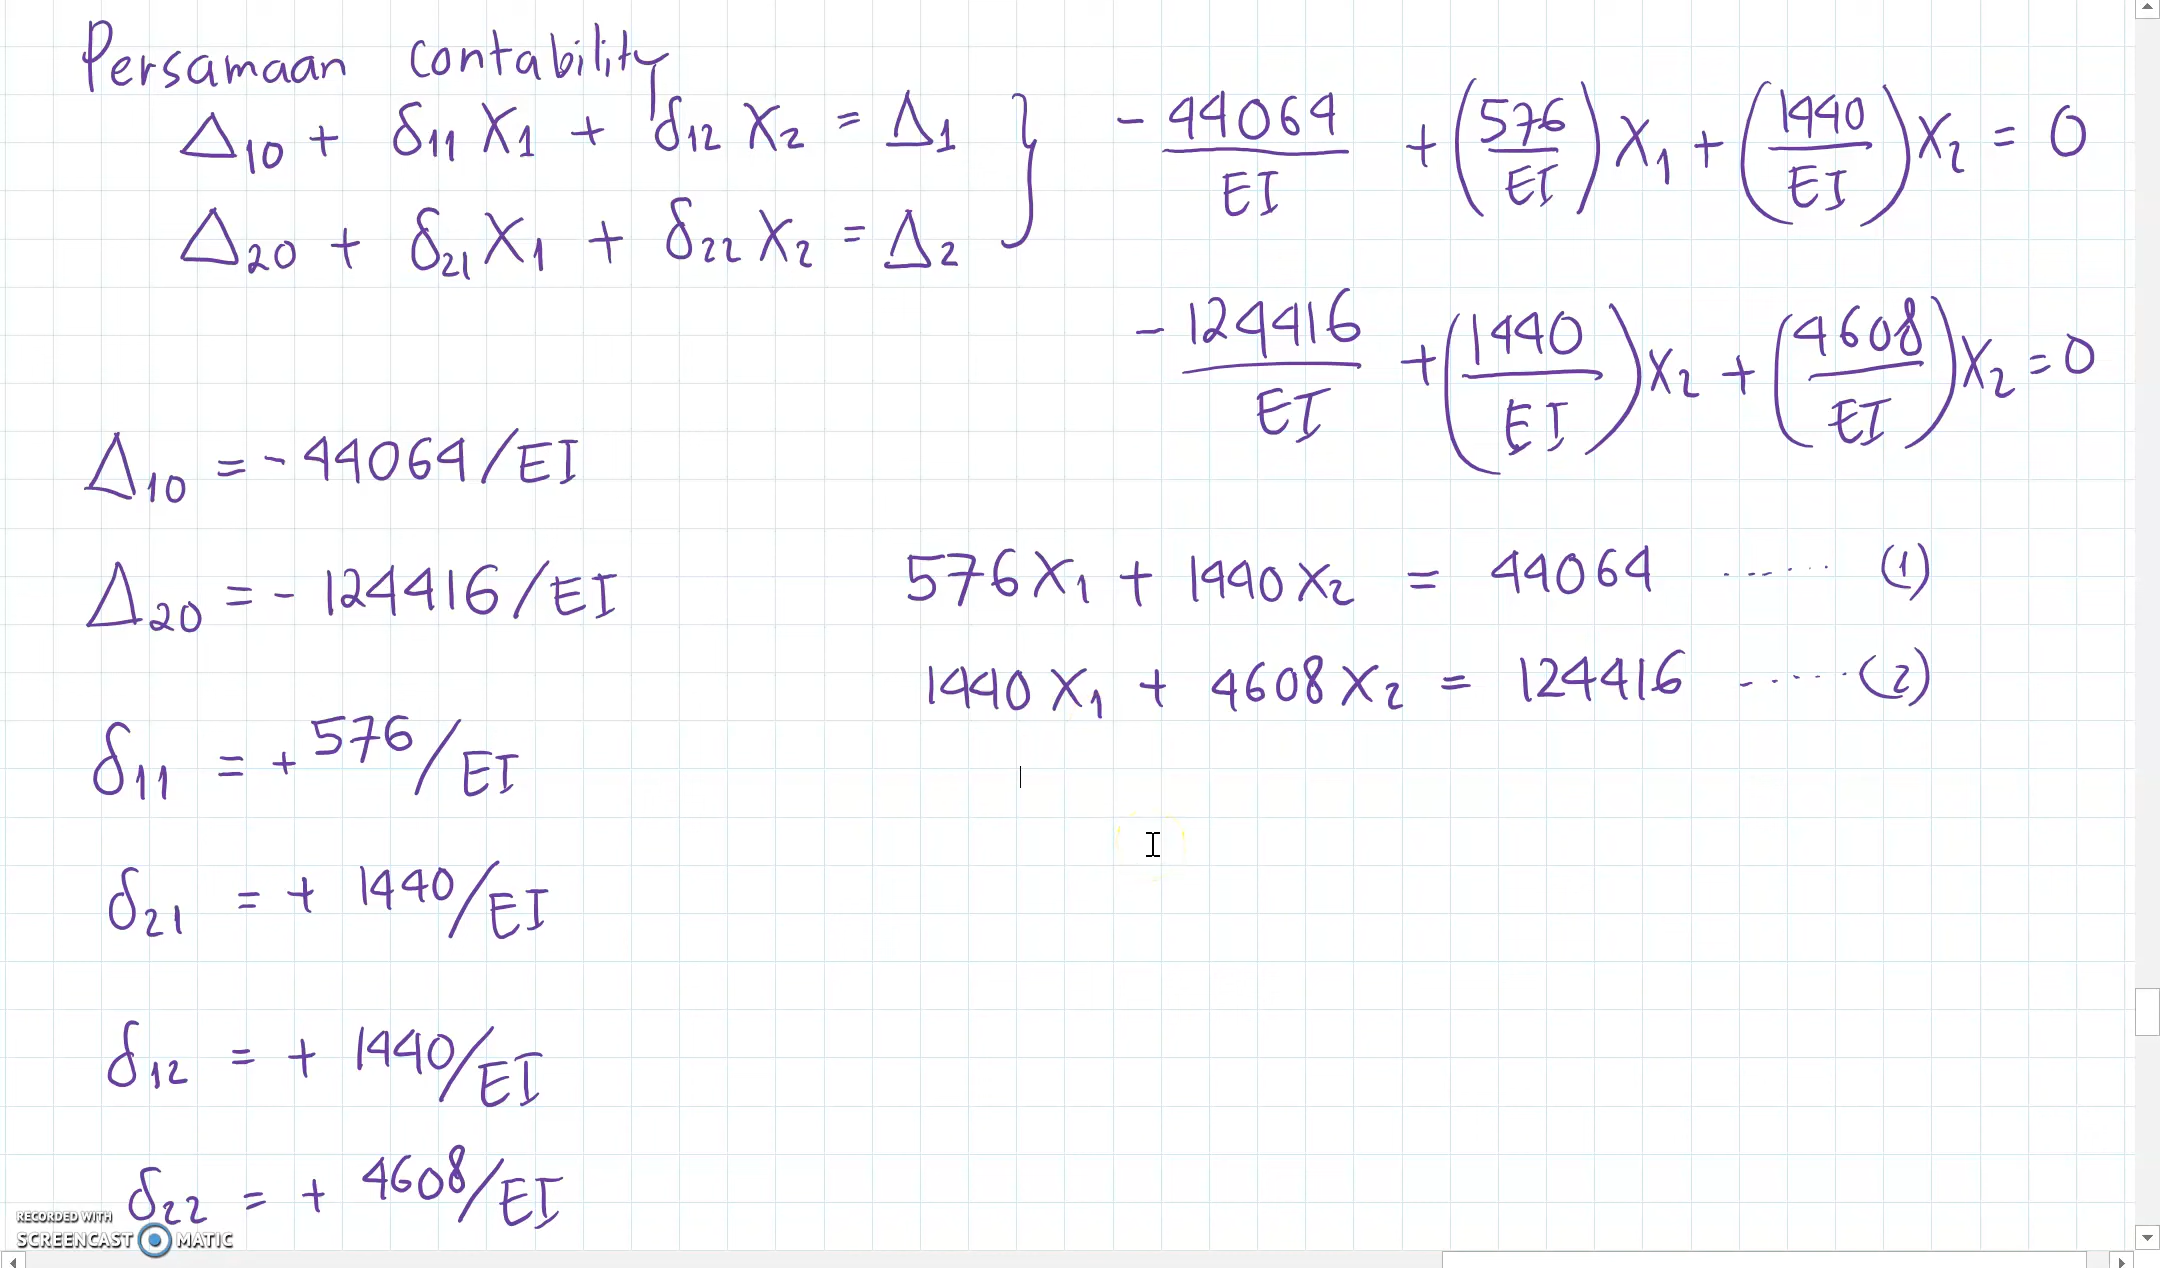 Persamaan contability
Δ10 + δ11 X1 + δ12 X2 = Δ1
Δ20 + δ21 X1 + δ22 X2 = Δ2
- 44064/EI + (576/EI) X1 + (1440/EI) X2 = 0
- 124416/EI + (1440/EI) X2 + (4608/EI) X2 = 0
Δ10 = - 44064/EI
Δ20 = - 124416/EI
δ11 = + 576/EI
δ21 = + 1440/EI
δ12 = + 1440/EI
δ22 = + 4608/EI
576 X1 + 1440 X2 = 44064 ...... (1)
1440 X1 + 4608 X2 = 124416 ...... (2)
RECORDED WITH
SCREENCAST MATIC